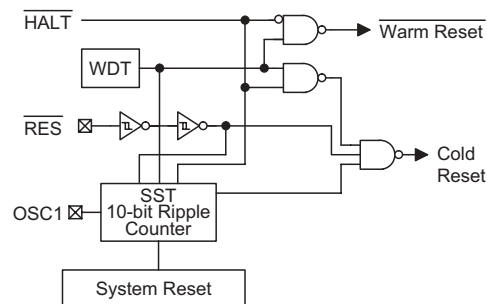 HALT
Warm Reset
WDT
RES
Cold
Reset
SST
10-bit Ripple
Counter
OSC1
System Reset